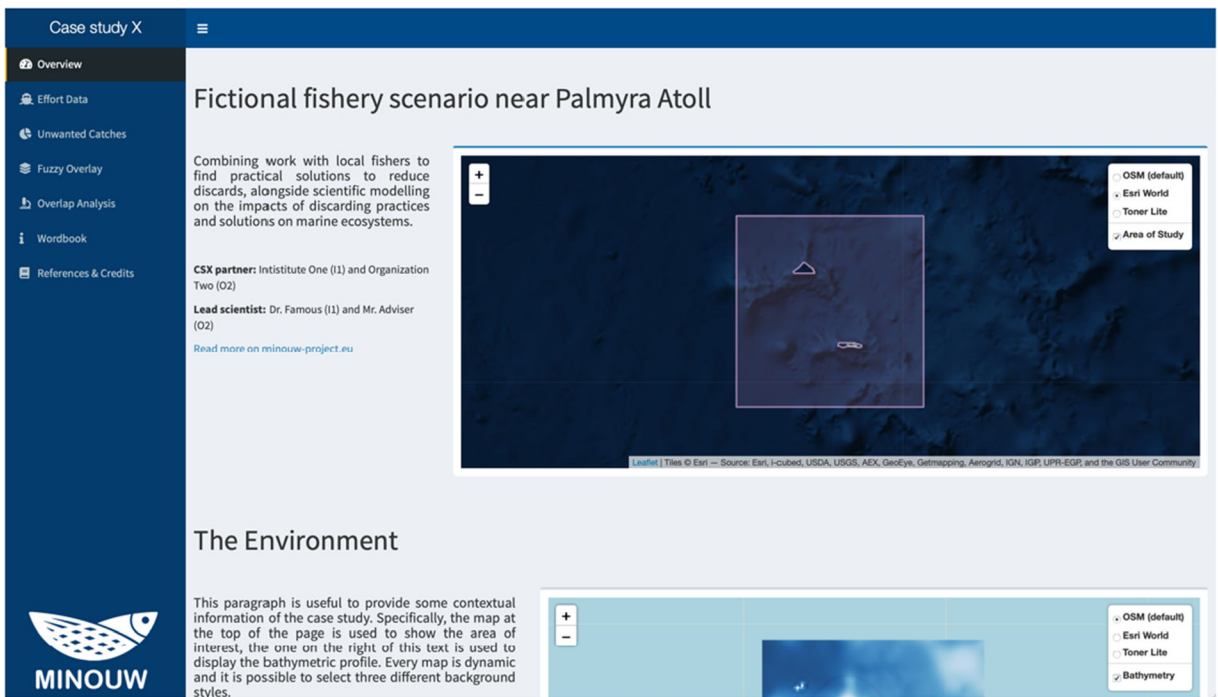 Case study X
Overview
Effort Data
Unwanted Catches
Fuzzy Overlay
Overlap Analysis
Wordbook
References & Credits
MINOUW
Fictional fishery scenario near Palmyra Atoll
Combining work with local fishers to
find practical solutions to reduce
discards, alongside scientific modelling
on the impacts of discarding practices
and solutions on marine ecosystems.
CSX partner: Intistitute One (I1) and Organization
Two (O2)
Lead scientist: Dr. Famous (I1) and Mr. Adviser
(O2)
Read more on minouw-project.eu
+
−
OSM (default)
Esri World
Toner Lite
Area of Study
Leaflet | Tiles © Esri — Source: Esri, i-cubed, USDA, USGS, AEX, GeoEye, Getmapping, Aerogrid, IGN, IGP, UPR-EGP, and the GIS User Community
The Environment
This paragraph is useful to provide some contextual
information of the case study. Specifically, the map at
the top of the page is used to show the area of
interest, the one on the right of this text is used to
display the bathymetric profile. Every map is dynamic
and it is possible to select three different background
styles.
+
−
OSM (default)
Esri World
Toner Lite
Bathymetry